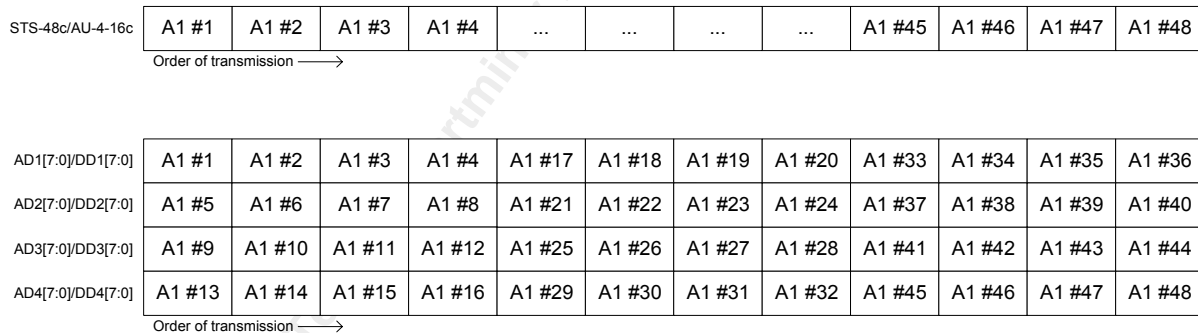 STS-48c/AU-4-16c A1 #1 A1 #2 A1 #3 A1 #4 ... ... ... ... A1 #45 A1 #46 A1 #47 A1 #48
Order of transmission
AD1[7:0]/DD1[7:0] A1 #1 A1 #2 A1 #3 A1 #4 A1 #17 A1 #18 A1 #19 A1 #20 A1 #33 A1 #34 A1 #35 A1 #36
AD2[7:0]/DD2[7:0] A1 #5 A1 #6 A1 #7 A1 #8 A1 #21 A1 #22 A1 #23 A1 #24 A1 #37 A1 #38 A1 #39 A1 #40
AD3[7:0]/DD3[7:0] A1 #9 A1 #10 A1 #11 A1 #12 A1 #25 A1 #26 A1 #27 A1 #28 A1 #41 A1 #42 A1 #43 A1 #44
AD4[7:0]/DD4[7:0] A1 #13 A1 #14 A1 #15 A1 #16 A1 #29 A1 #30 A1 #31 A1 #32 A1 #45 A1 #46 A1 #47 A1 #48
Order of transmission